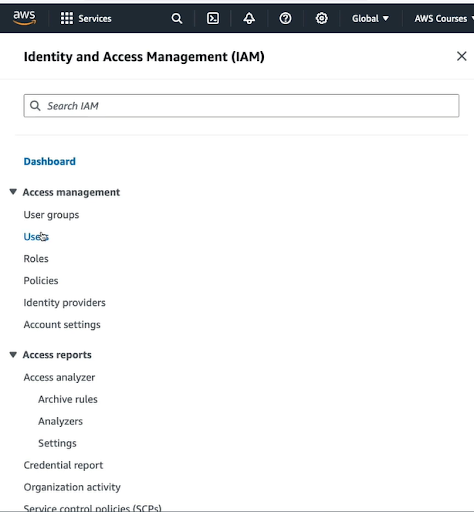 aws Services Global AWS Courses
Identity and Access Management (IAM)
Search IAM
Dashboard
Access management
User groups
Users
Roles
Policies
Identity providers
Account settings
Access reports
Access analyzer
Archive rules
Analyzers
Settings
Credential report
Organization activity
Service control policies (SCPs)